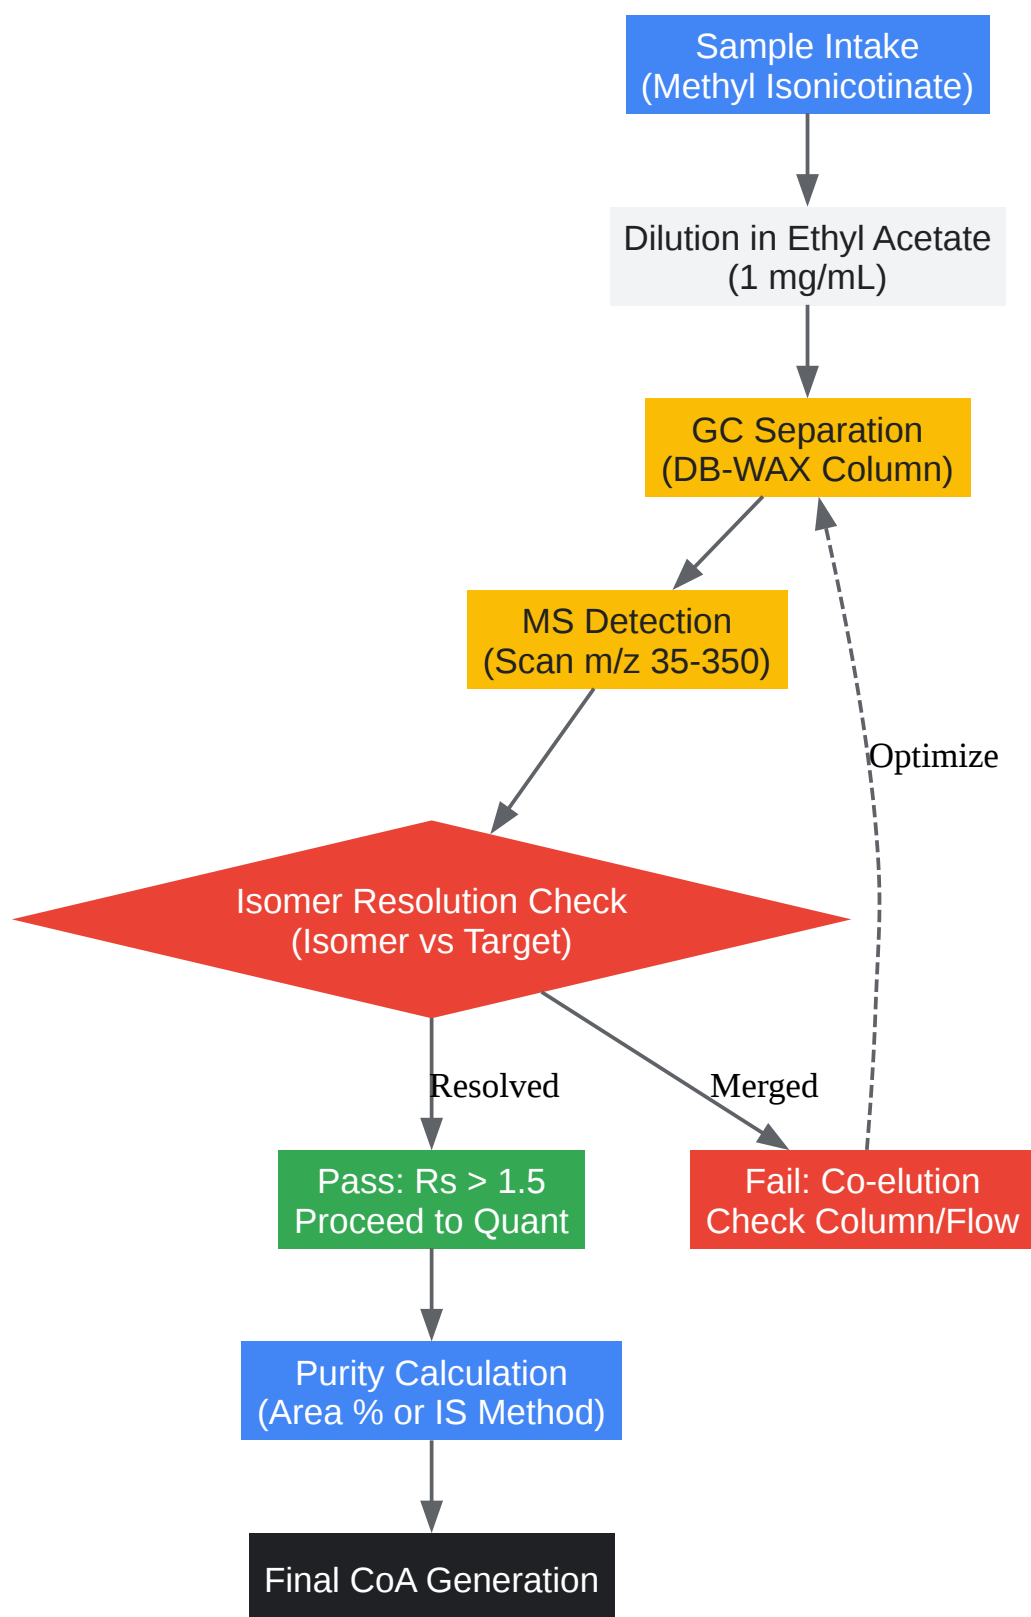 Sample Intake
(Methyl Isonicotinate)
Dilution in Ethyl Acetate
(1 mg/mL)
GC Separation
(DB-WAX Column)
MS Detection
(Scan m/z 35-350)
Optimize
Isomer Resolution Check
(Isomer vs Target)
Resolved
Merged
Pass: Rs > 1.5
Proceed to Quant
Fail: Co-elution
Check Column/Flow
Purity Calculation
(Area % or IS Method)
Final CoA Generation